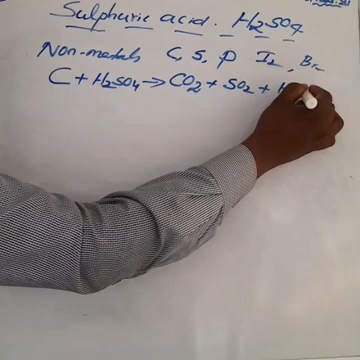 Sulphuric acid. H₂SO₄
Non-metals C, S, P I₂, Br₂
C + H₂SO₄ → CO₂ + SO₂ + H